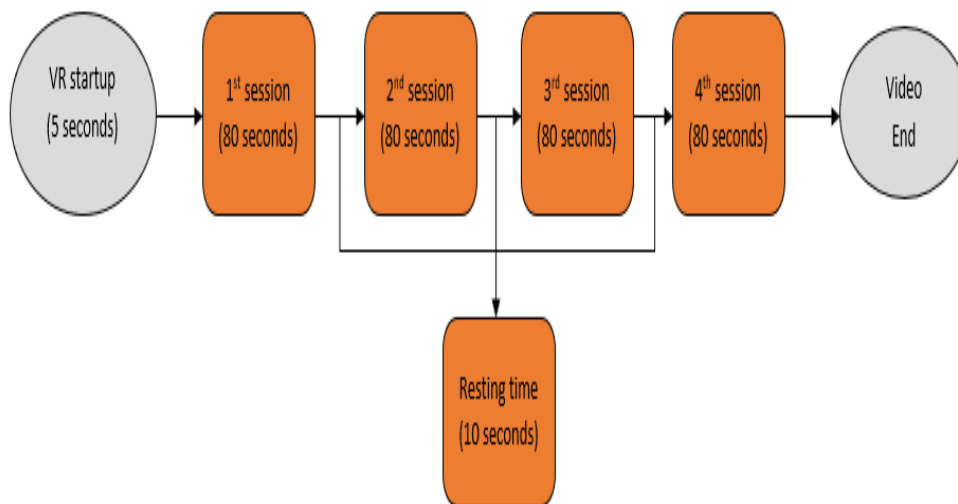 VR startup
(5 seconds)
1st session
(80 seconds)
2nd session
(80 seconds)
3rd session
(80 seconds)
4th session
(80 seconds)
Video
End
Resting time
(10 seconds)